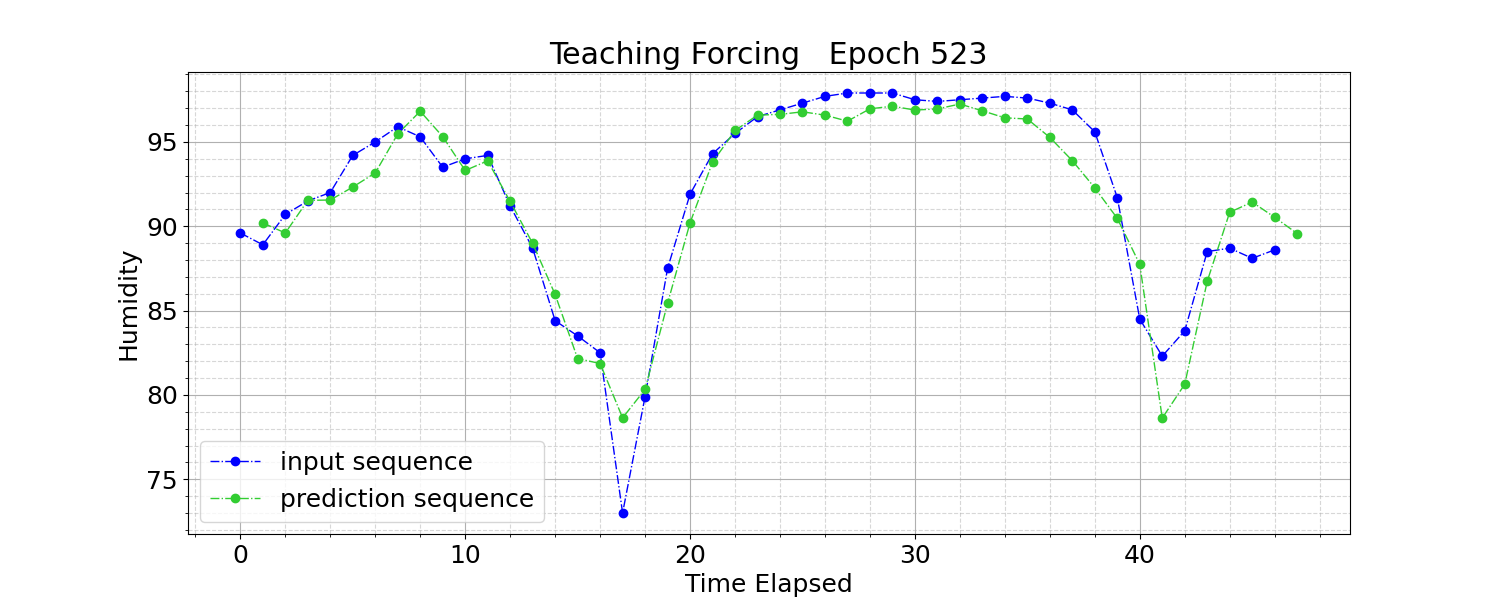 Teaching Forcing   Epoch 523
Humidity
95
90
85
80
75
input sequence
prediction sequence
0 10 20 30 40
Time Elapsed